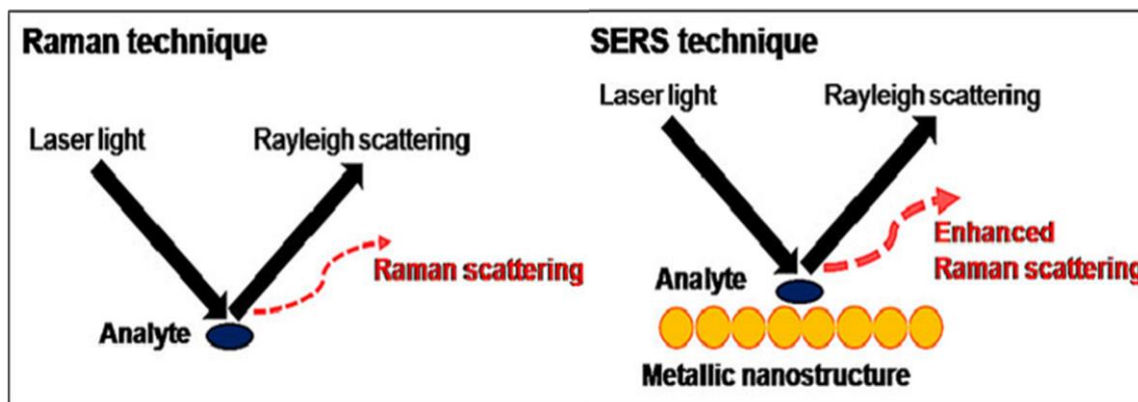 Raman technique
Laser light
Rayleigh scattering
Raman scattering
Analyte
SERS technique
Laser light
Rayleigh scattering
Enhanced
Raman scattering
Analyte
Metallic nanostructure